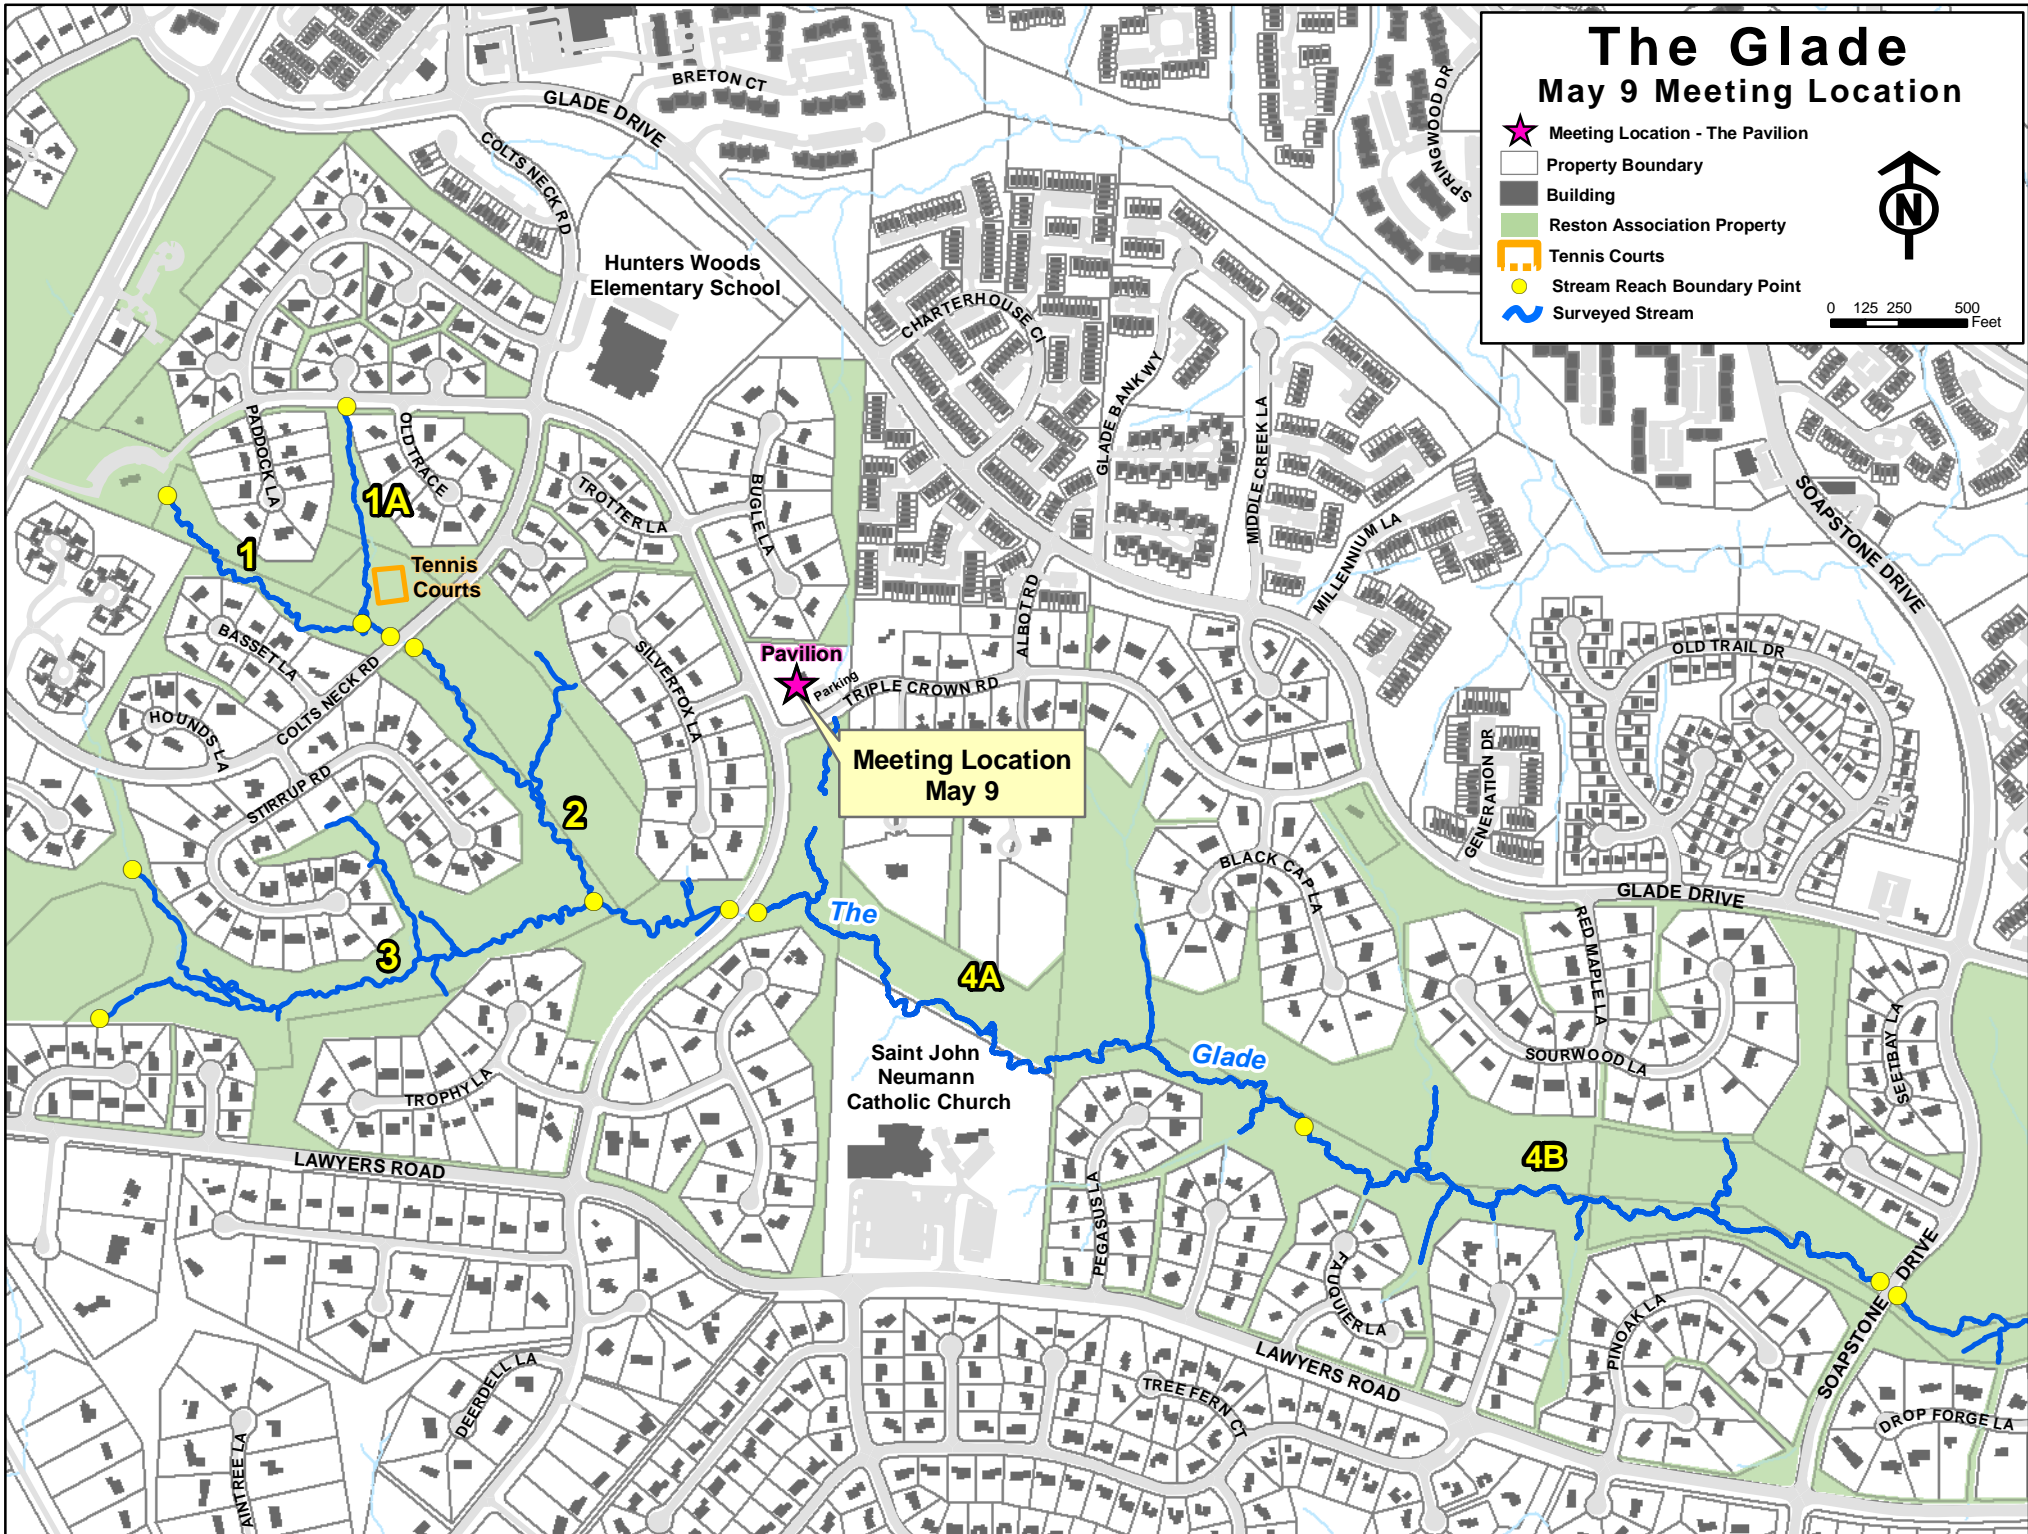 The Glade
May 9 Meeting Location
Meeting Location - The Pavilion
Property Boundary
Building
Reston Association Property
Tennis Courts
Stream Reach Boundary Point
Surveyed Stream
N
0 125 250 500
Feet
BRETON CT
GLADE DRIVE
COLTS NECK RD
SPRINGWOOD DR
Hunters Woods
Elementary School
CHARTERHOUSE CI
GLADE BANK WY
MIDDLE CREEK LA
PADDOCK LA
OLD TRACE
1A
TROTTER LA
BUGLE LA
SOAPSTONE DRIVE
MILLENNIUM LA
1
Tennis
Courts
ALBOT RD
BASSET LA
SILVERFOX LA
Pavilion
Parking
TRIPLE CROWN RD
OLD TRAIL DR
HOUNDS LA
COLTS NECK RD
STIRRUP RD
Meeting Location
May 9
GENERATION DR
2
BLACK CAP LA
GLADE DRIVE
RED MAPLE LA
The
3
4A
Glade
SOURWOOD LA
SEETBAY LA
Saint John
Neumann
Catholic Church
TROPHY LA
LAWYERS ROAD
4B
PEGASUS LA
FAUQUIER LA
PINOAK LA
SOAPSTONE DRIVE
LAWYERS ROAD
DEERDELL LA
TREE FERN CT
DROP FORGE LA
AINTREE LA